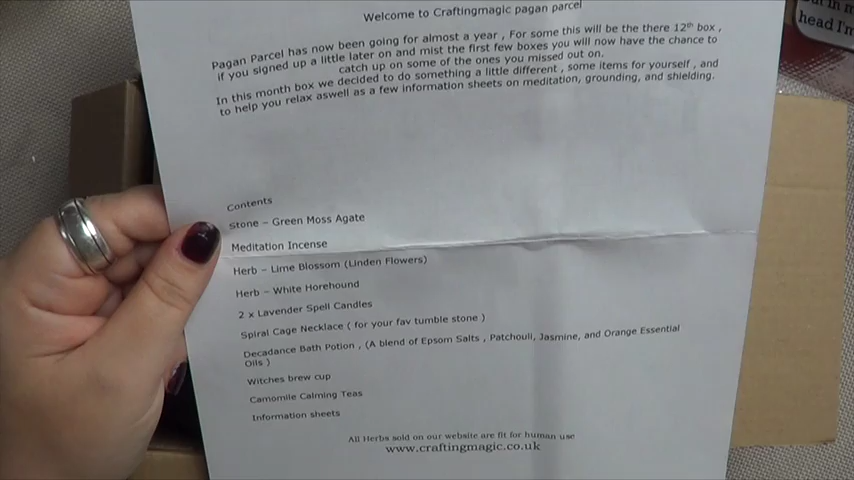 Welcome to Craftingmagic pagan parcel
Pagan Parcel has now been going for almost a year , For some this will be the there 12th box ,
if you signed up a little later on and mist the first few boxes you will now have the chance to
catch up on some of the ones you missed out on.
In this month box we decided to do something a little different , some items for yourself , and
to help you relax aswell as a few information sheets on meditation, grounding, and shielding.
Contents
Stone – Green Moss Agate
Meditation Incense
Herb – Lime Blossom (Linden Flowers)
Herb – White Horehound
2 x Lavender Spell Candles
Spiral Cage Necklace ( for your fav tumble stone )
Decadance Bath Potion , (A blend of Epsom Salts , Patchouli, Jasmine, and Orange Essential
Oils )
Witches brew cup
Camomile Calming Teas
Information sheets
All Herbs sold on our website are fit for human use
www.craftingmagic.co.uk
in m
head I'm